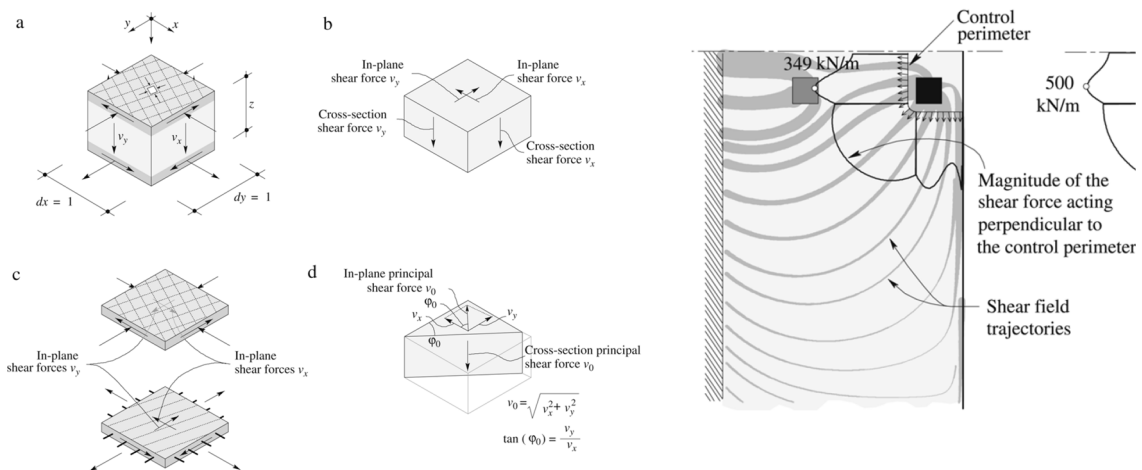 a
y
x
z
v_y
v_x
dx = 1
dy = 1
b
In-plane
shear force v_y
In-plane
shear force v_x
Cross-section
shear force v_y
Cross-section
shear force v_x
c
In-plane
shear forces v_y
In-plane
shear forces v_x
d
In-plane principal
shear force v_0
φ_0
v_x
v_y
φ_0
Cross-section principal
shear force v_0
v_0 = √(v_x^2 + v_y^2)
tan ( φ_0) = v_y / v_x
Control
perimeter
349 kN/m
500
kN/m
Magnitude of the
shear force acting
perpendicular to
the control perimeter
Shear field
trajectories